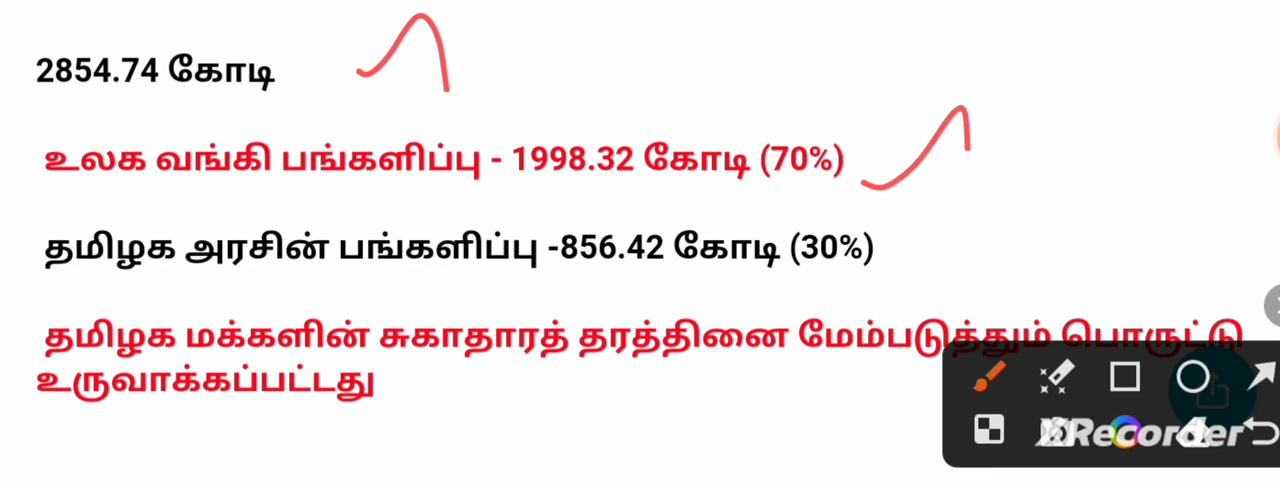 2854.74 கோடி
உலக வங்கி பங்களிப்பு - 1998.32 கோடி (70%)
தமிழக அரசின் பங்களிப்பு -856.42 கோடி (30%)
தமிழக மக்களின் சுகாதாரத் தரத்தினை மேம்படுத்தும் பொருட்டு
உருவாக்கப்பட்டது
XRecorder